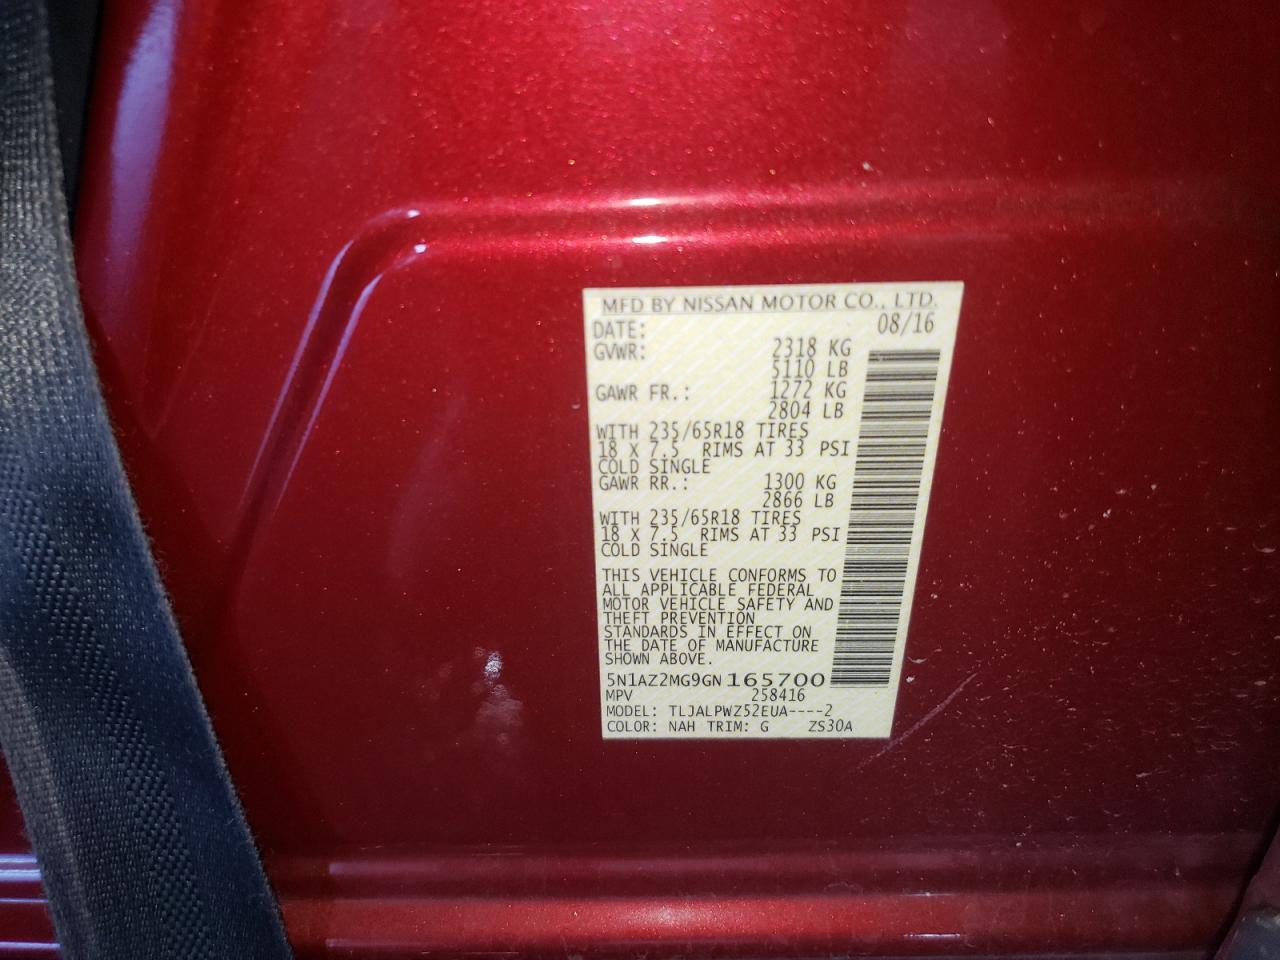 MFD BY NISSAN MOTOR CO., LTD.
DATE: 08/16
GVWR: 2318 KG
5110 LB
GAWR FR.: 1272 KG
2804 LB
WITH 235/65R18 TIRES
18 X 7.5 RIMS AT 33 PSI
COLD SINGLE
GAWR RR.: 1300 KG
2866 LB
WITH 235/65R18 TIRES
18 X 7.5 RIMS AT 33 PSI
COLD SINGLE
THIS VEHICLE CONFORMS TO
ALL APPLICABLE FEDERAL
MOTOR VEHICLE SAFETY AND
THEFT PREVENTION
STANDARDS IN EFFECT ON
THE DATE OF MANUFACTURE
SHOWN ABOVE.
5N1AZ2MG9GN165700
MPV 258416
MODEL: TLJALPWZ52EUA----2
COLOR: NAH TRIM: G ZS30A